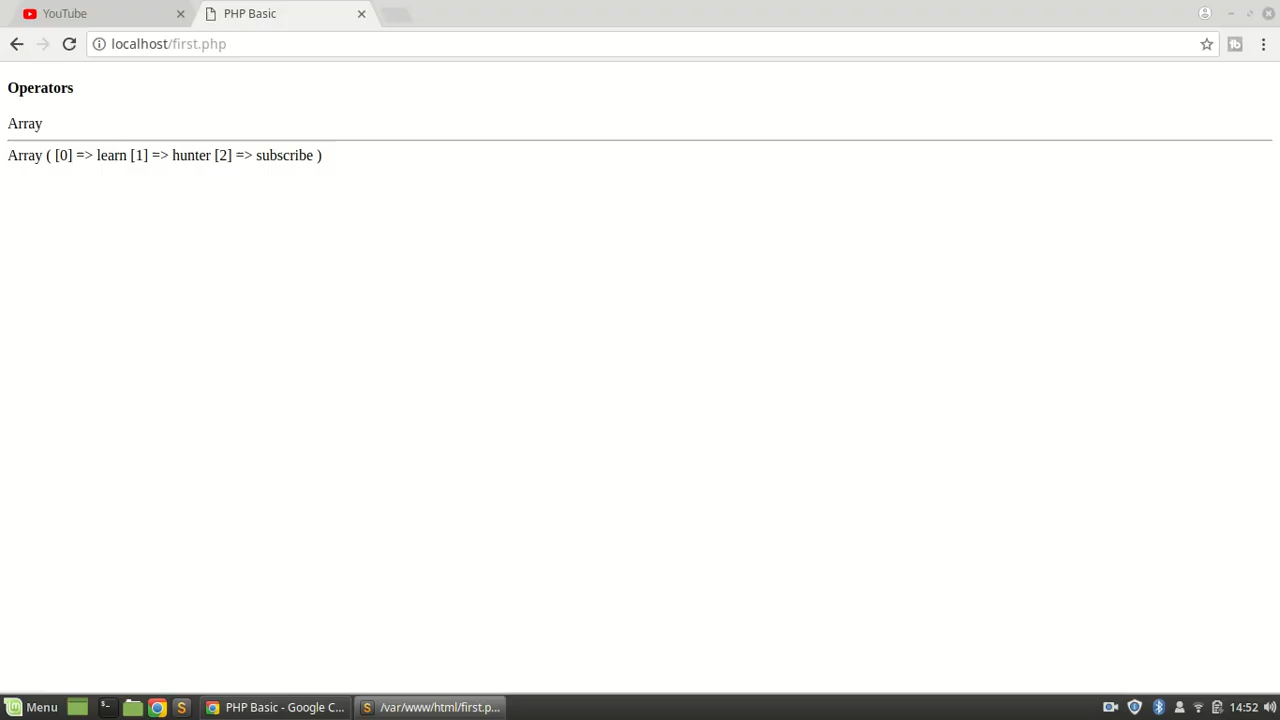 YouTube
PHP Basic
localhost/first.php
Operators
Array
Array ( [0] => learn [1] => hunter [2] => subscribe )
Menu
PHP Basic - Google C...
/var/www/html/first.p...
14:52